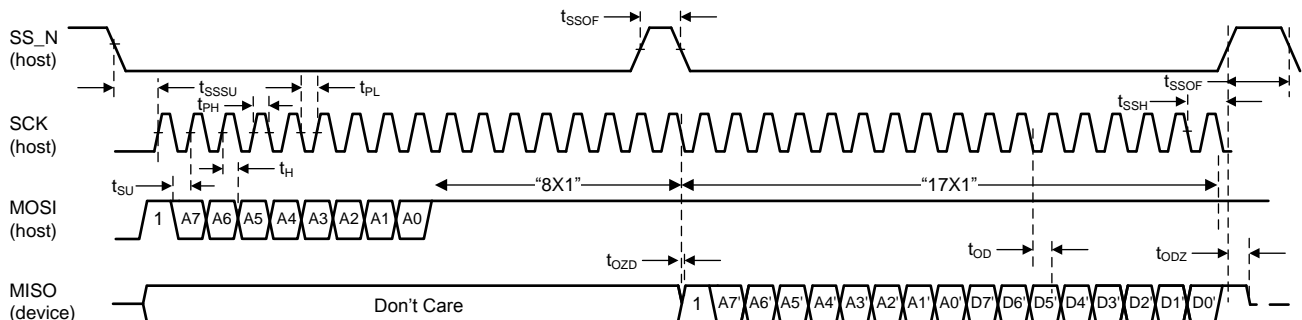 SS_N
(host)
tSSOF
tSSSU
tPH
tPL
tSSH
tSSOF
SCK
(host)
tSU
tH
"8X1"
"17X1"
MOSI
(host)
1 A7 A6 A5 A4 A3 A2 A1 A0
tOZD
tOD
tODZ
MISO
(device)
Don't Care
1 A7' A6' A5' A4' A3' A2' A1' A0' D7' D6' D5' D4' D3' D2' D1' D0'